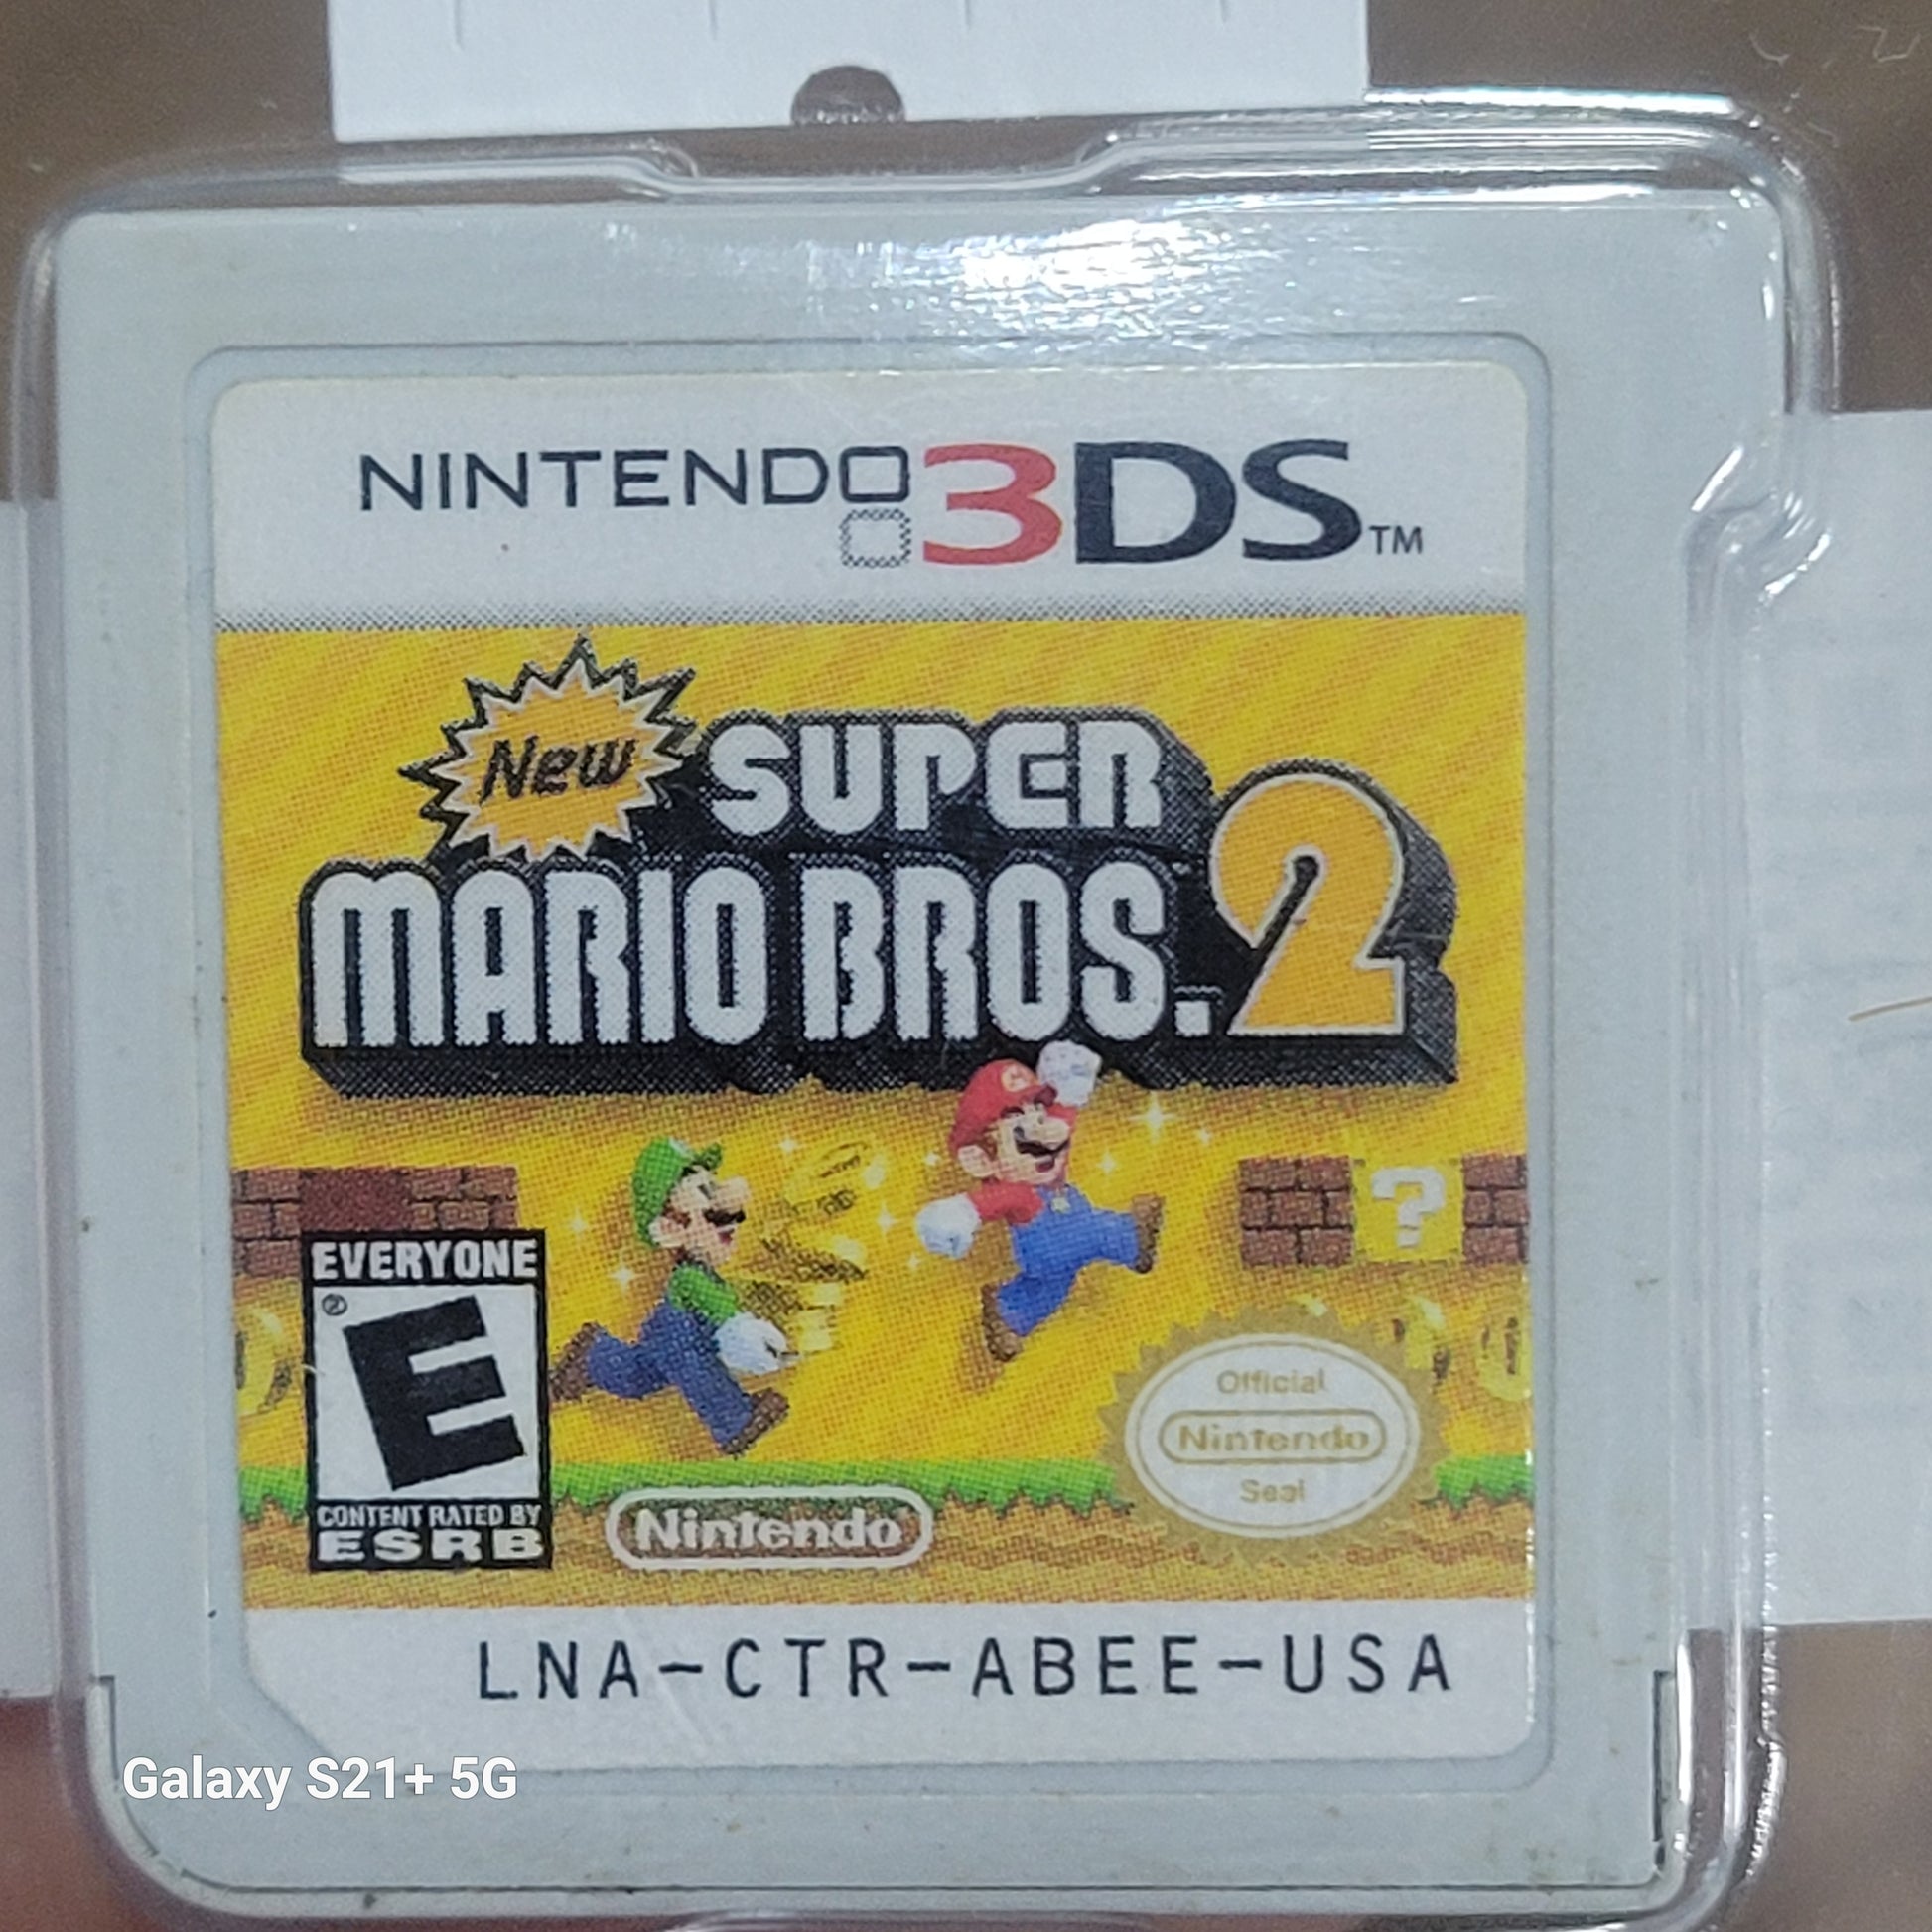 NINTENDO 3DS™
New SUPER
MARIO BROS. 2
M
?
EVERYONE
E
CONTENT RATED BY
ESRB
Nintendo
Official
Nintendo
Seal
LNA-CTR-ABEE-USA
Galaxy S21+ 5G